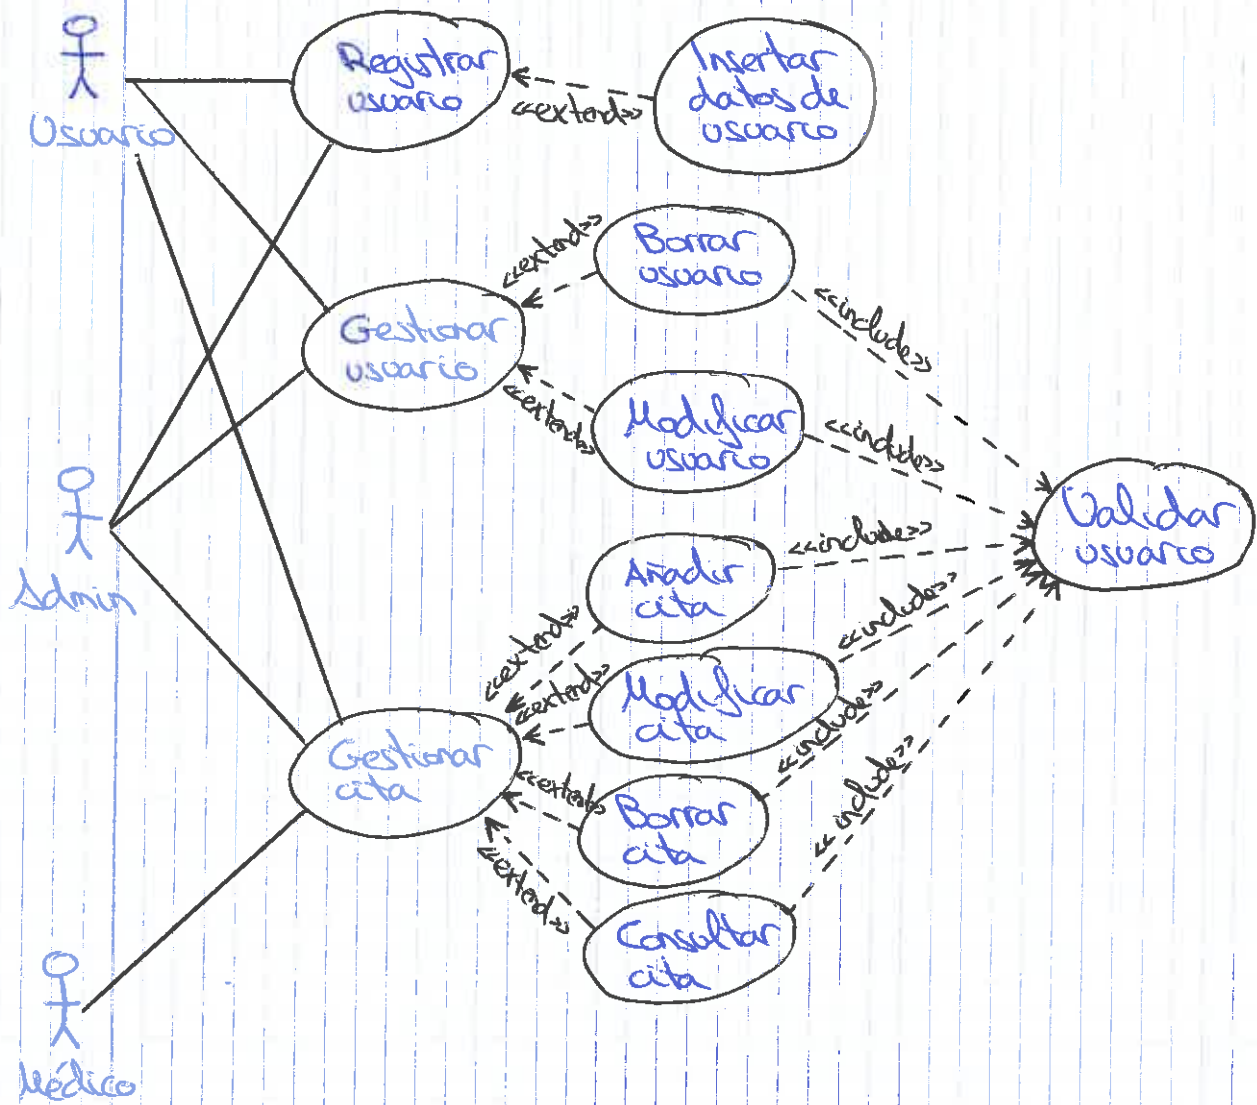 Registrar
usuario
Insertar
datos de
usuario
<<extend>>
Usuario
Borrar
usuario
<<extend>>
Gestionar
usuario
<<include>>
Modificar
usuario
<<extend>>
<<include>>
Validar
usuario
Admin
Añadir
cita
<<include>>
<<extend>>
Modificar
cita
<<extend>>
<<include>>
Gestionar
cita
Borrar
cita
<<extend>>
<<include>>
Consultar
cita
<<extend>>
<<include>>
Médico